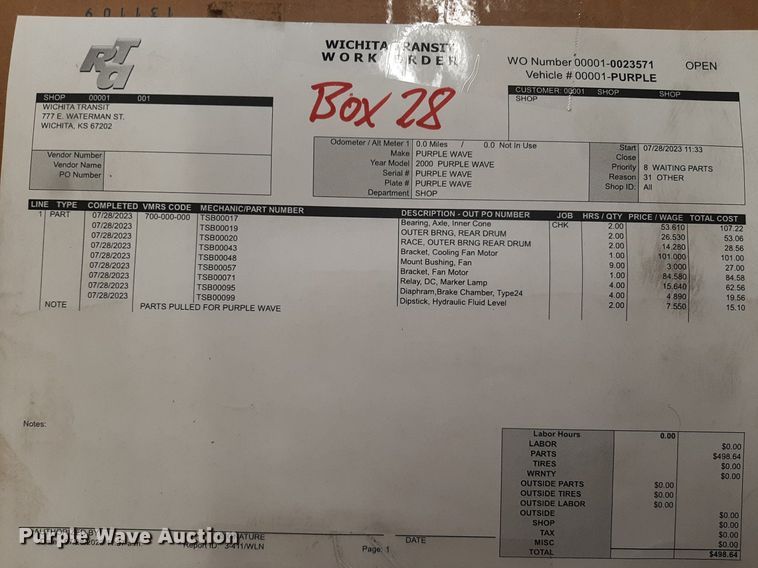 RTA
WICHITA TRANSIT
WORK ORDER
WO Number 00001-0023571 OPEN
Vehicle # 00001-PURPLE
Box 28
SHOP 00001 001
WICHITA TRANSIT
777 E. WATERMAN ST.
WICHITA, KS 67202
CUSTOMER: 00001 SHOP SHOP
SHOP
Vendor Number
Vendor Name
PO Number
Odometer / Alt Meter 1 0.0 Miles / 0.0 Not In Use
Make PURPLE WAVE
Year Model 2000 PURPLE WAVE
Serial # PURPLE WAVE
Plate # PURPLE WAVE
Department SHOP
Start 07/28/2023 11:33
Close
Priority 8 WAITING PARTS
Reason 31 OTHER
Shop ID: All
LINE TYPE COMPLETED VMRS CODE MECHANIC/PART NUMBER DESCRIPTION - OUT PO NUMBER JOB HRS / QTY PRICE / WAGE TOTAL COST
1 PART 07/28/2023 700-000-000 TSB00017 Bearing, Axle, Inner Cone CHK 2.00 53.610 107.22
07/28/2023 TSB00019 OUTER BRNG, REAR DRUM 2.00 26.530 53.06
07/28/2023 TSB00020 RACE, OUTER BRNG REAR DRUM 2.00 14.280 28.56
07/28/2023 TSB00043 Bracket, Cooling Fan Motor 1.00 101.000 101.00
07/28/2023 TSB00048 Mount Bushing, Fan 9.00 3.000 27.00
07/28/2023 TSB00057 Bracket, Fan Motor 1.00 84.580 84.58
07/28/2023 TSB00071 Relay, DC, Marker Lamp 4.00 15.640 62.56
07/28/2023 TSB00095 Diaphram,Brake Chamber, Type24 4.00 4.890 19.56
07/28/2023 TSB00099 Dipstick, Hydraulic Fluid Level 2.00 7.550 15.10
NOTE PARTS PULLED FOR PURPLE WAVE
Notes:
Labor Hours 0.00
LABOR $0.00
PARTS $498.64
TIRES $0.00
WRNTY $0.00
OUTSIDE PARTS $0.00
OUTSIDE TIRES $0.00
OUTSIDE LABOR $0.00
OUTSIDE $0.00
SHOP $0.00
TAX $0.00
MISC $0.00
TOTAL $498.64
DATE
Report ID: 3-411/WLN
Page: 1
Purple Wave Auction